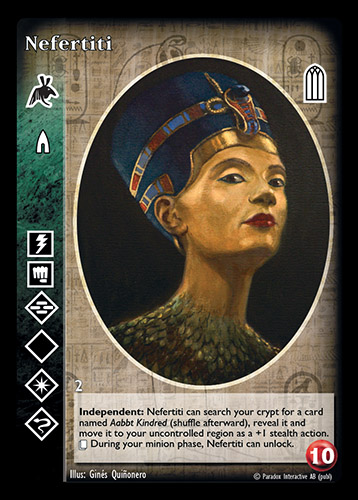 Nefertiti
2
Independent: Nefertiti can search your crypt for a card
named Aabbt Kindred (shuffle afterward), reveal it and
move it to your uncontrolled region as a +1 stealth action.
During your minion phase, Nefertiti can unlock.
10
Illus: Ginés Quiñonero
© Paradox Interactive AB (publ)